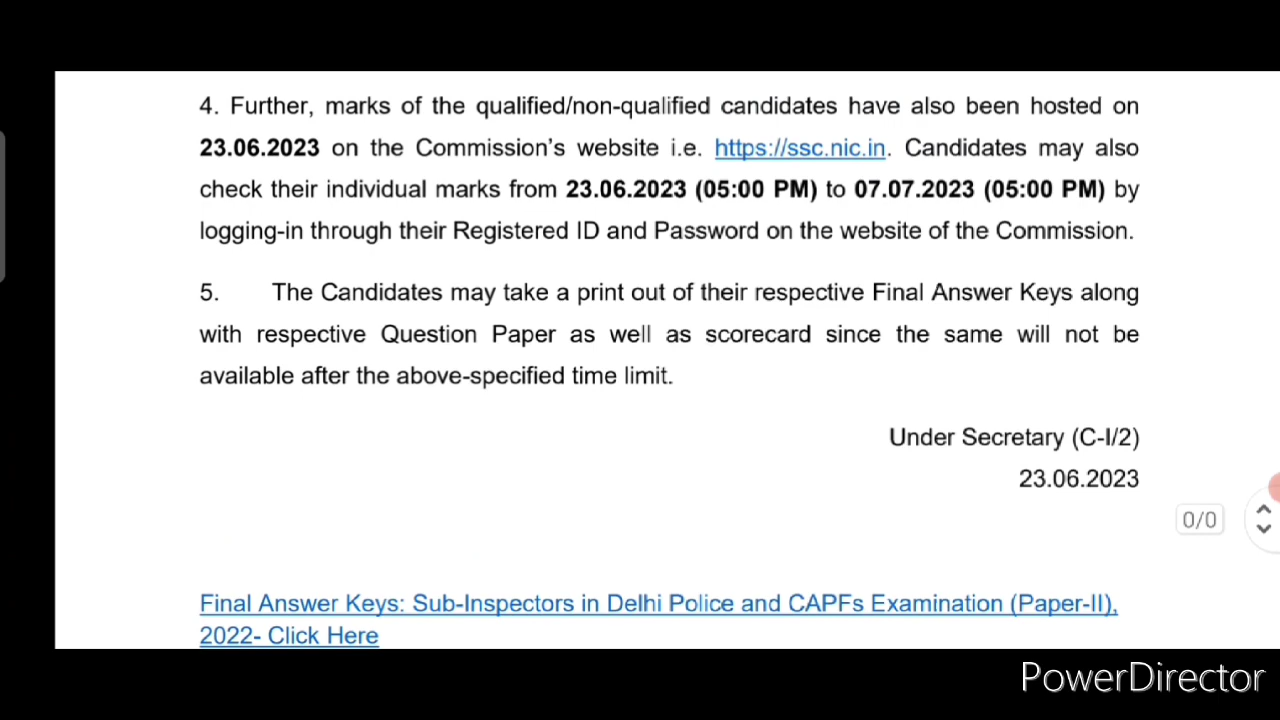 4. Further, marks of the qualified/non-qualified candidates have also been hosted on
23.06.2023 on the Commission's website i.e. https://ssc.nic.in. Candidates may also
check their individual marks from 23.06.2023 (05:00 PM) to 07.07.2023 (05:00 PM) by
logging-in through their Registered ID and Password on the website of the Commission.
5. The Candidates may take a print out of their respective Final Answer Keys along
with respective Question Paper as well as scorecard since the same will not be
available after the above-specified time limit.
Under Secretary (C-I/2)
23.06.2023
0/0
Final Answer Keys: Sub-Inspectors in Delhi Police and CAPFs Examination (Paper-II),
2022- Click Here
PowerDirector